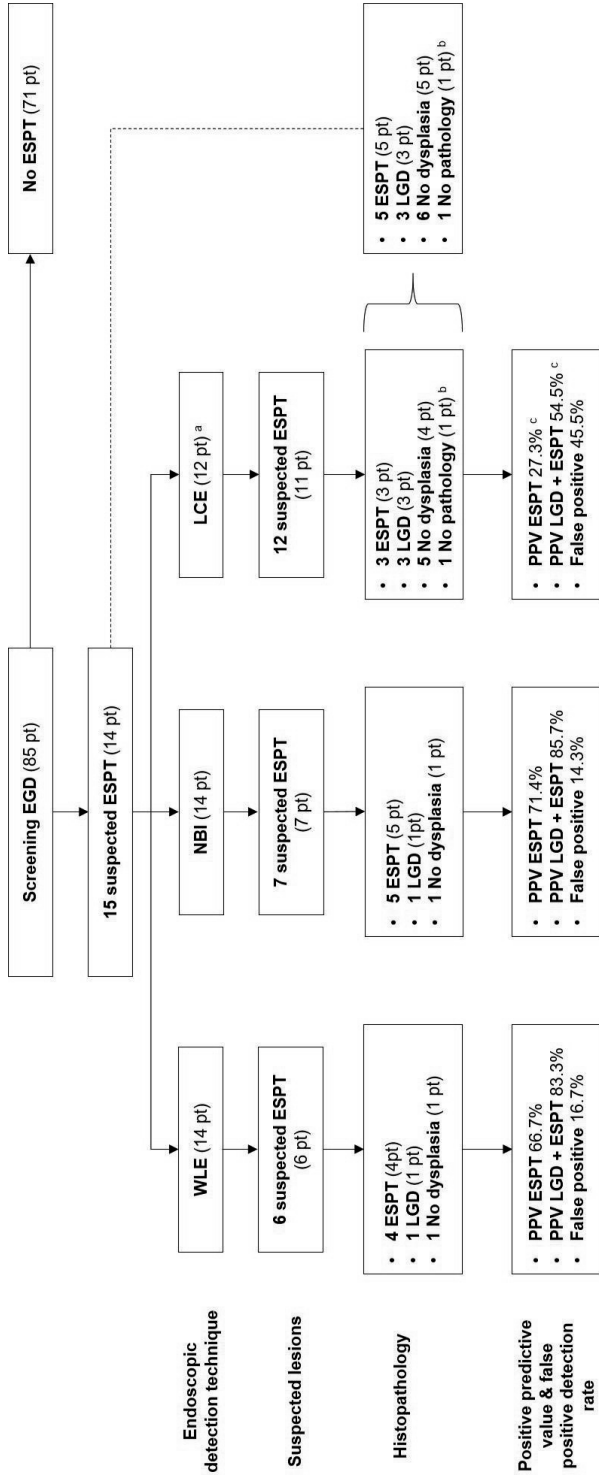 Screening EGD (85 pt)
No ESPT (71 pt)
15 suspected ESPT (14 pt)
Endoscopic
detection technique
WLE (14 pt)
NBI (14 pt)
LCE (12 pt) a
Suspected lesions
6 suspected ESPT
(6 pt)
7 suspected ESPT
(7 pt)
12 suspected ESPT
(11 pt)
Histopathology
• 4 ESPT (4pt)
• 1 LGD (1 pt)
• 1 No dysplasia (1 pt)
• 5 ESPT (5 pt)
• 1 LGD (1pt)
• 1 No dysplasia (1 pt)
• 3 ESPT (3 pt)
• 3 LGD (3 pt)
• 5 No dysplasia (4 pt)
• 1 No pathology (1 pt) b
• 5 ESPT (5 pt)
• 3 LGD (3 pt)
• 6 No dysplasia (5 pt)
• 1 No pathology (1 pt) b
Positive predictive
value & false
positive detection
rate
• PPV ESPT 66.7%
• PPV LGD + ESPT 83.3%
• False positive 16.7%
• PPV ESPT 71.4%
• PPV LGD + ESPT 85.7%
• False positive 14.3%
• PPV ESPT 27.3% c
• PPV LGD + ESPT 54.5% c
• False positive 45.5%